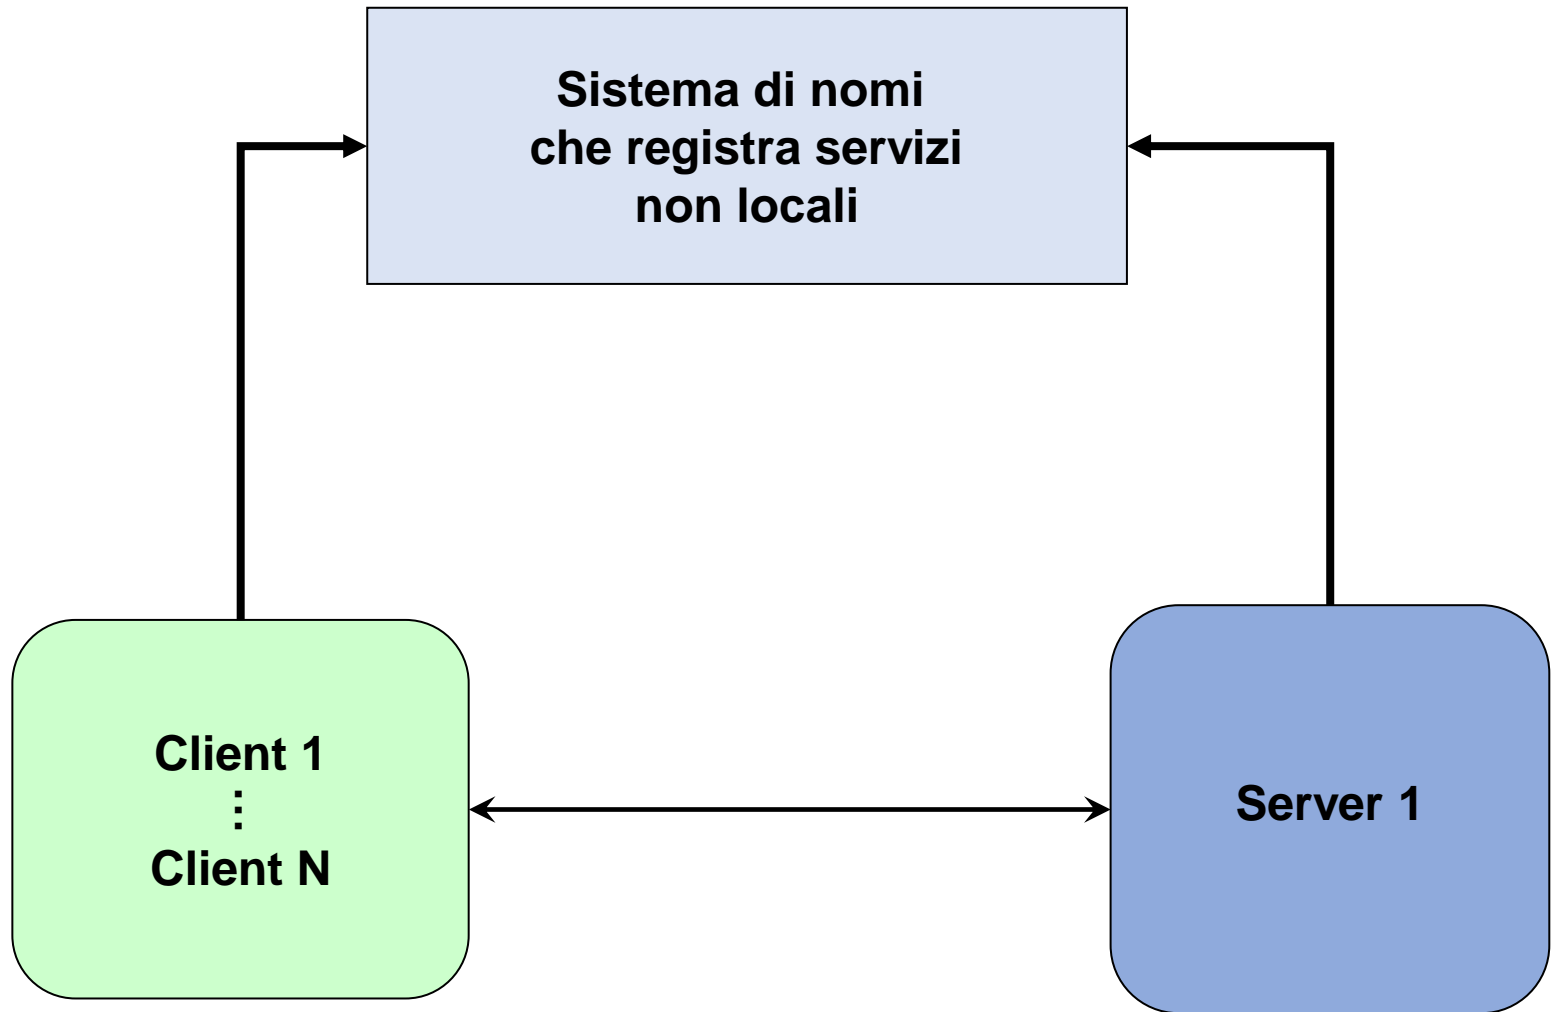 Sistema di nomi
che registra servizi
non locali
Client 1
⋮
Client N
Server 1